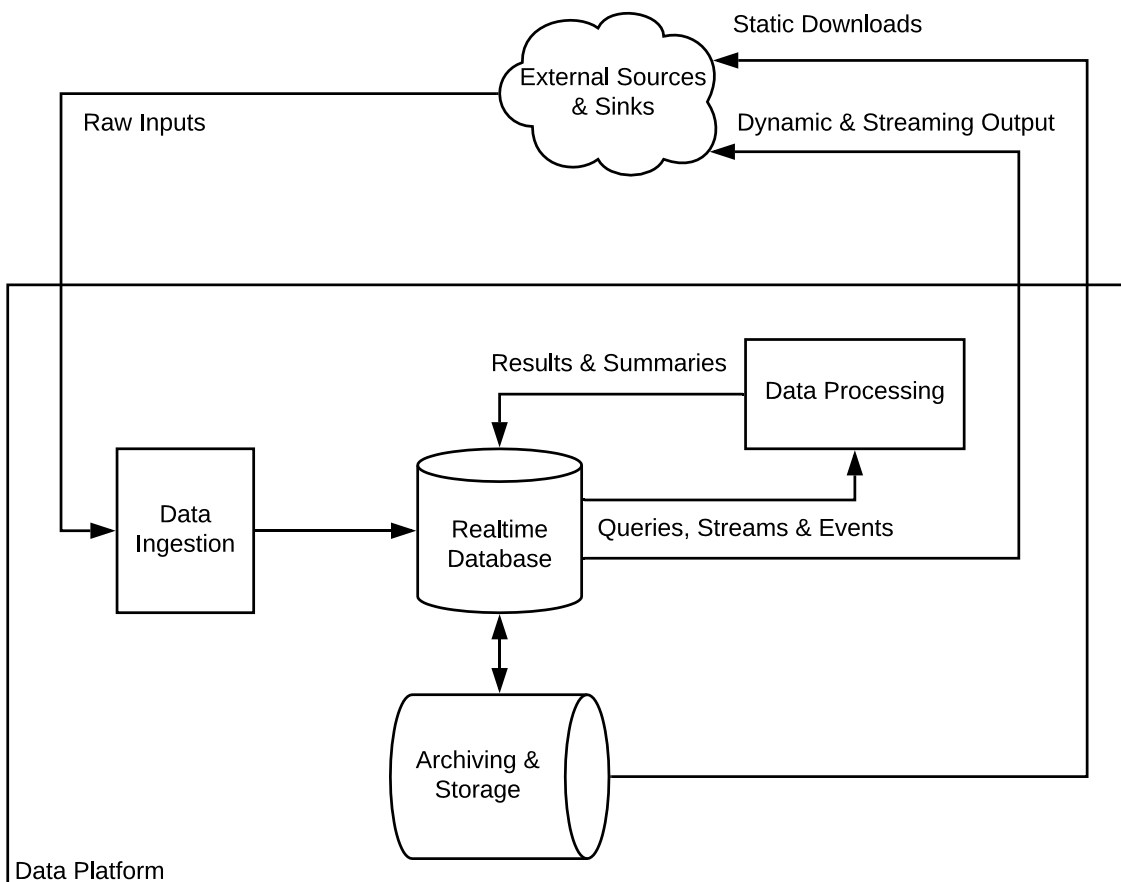 Static Downloads
External Sources
& Sinks
Raw Inputs
Dynamic & Streaming Output
Results & Summaries
Data Processing
Data
Ingestion
Realtime
Database
Queries, Streams & Events
Archiving &
Storage
Data Platform